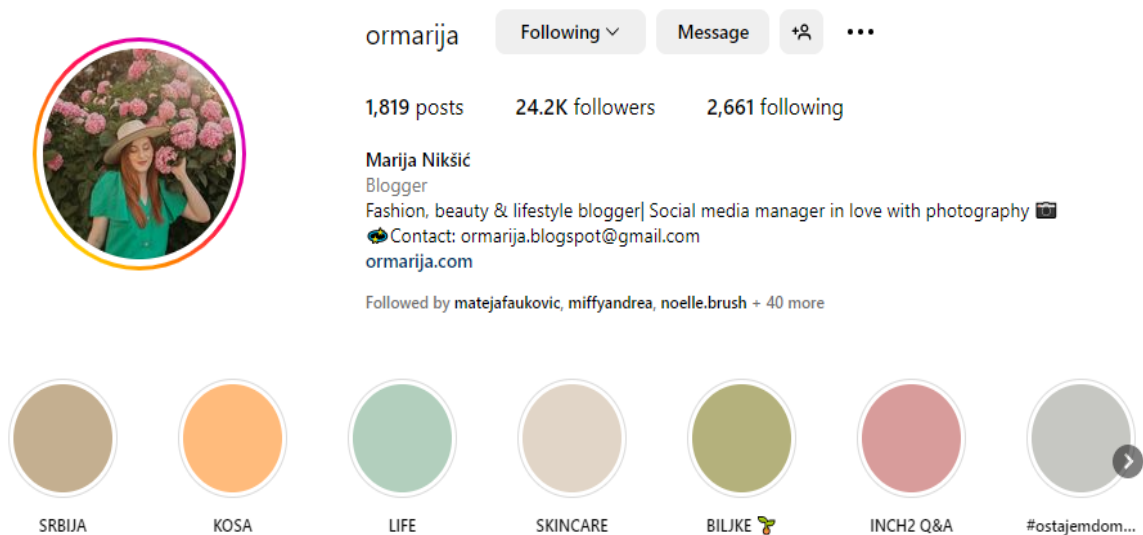 ormarija Following Message
1,819 posts 24.2K followers 2,661 following
Marija Nikšić
Blogger
Fashion, beauty & lifestyle blogger| Social media manager in love with photography 📷
Contact: ormarija.blogspot@gmail.com
ormarija.com
Followed by matejafaukovic, miffyandrea, noelle.brush + 40 more
SRBIJA KOSA LIFE SKINCARE BILJKE 🌱 INCH2 Q&A #ostajemdom...